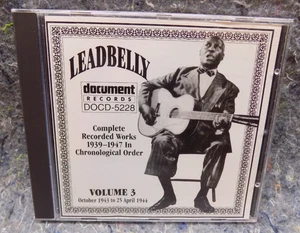 LEADBELLY
document
RECORDS
DOCD-5228
Complete
Recorded Works
1939-1947 In
Chronological Order
VOLUME 3
October 1943 to 25 April 1944